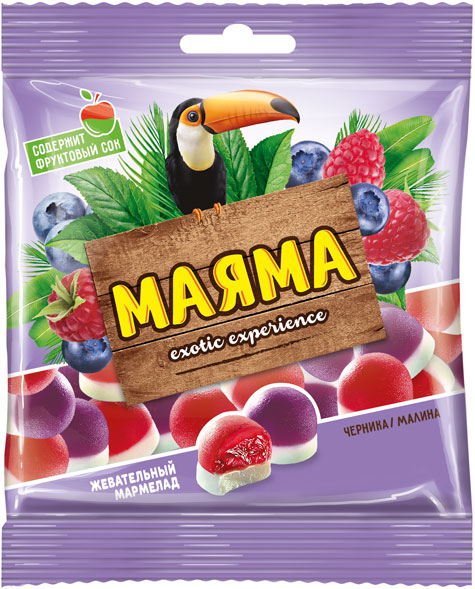 СОДЕРЖИТ
ФРУКТОВЫЙ СОК
МАЯМА
exotic experience
ЧЕРНИКА / МАЛИНА
ЖЕВАТЕЛЬНЫЙ
МАРМЕЛАД